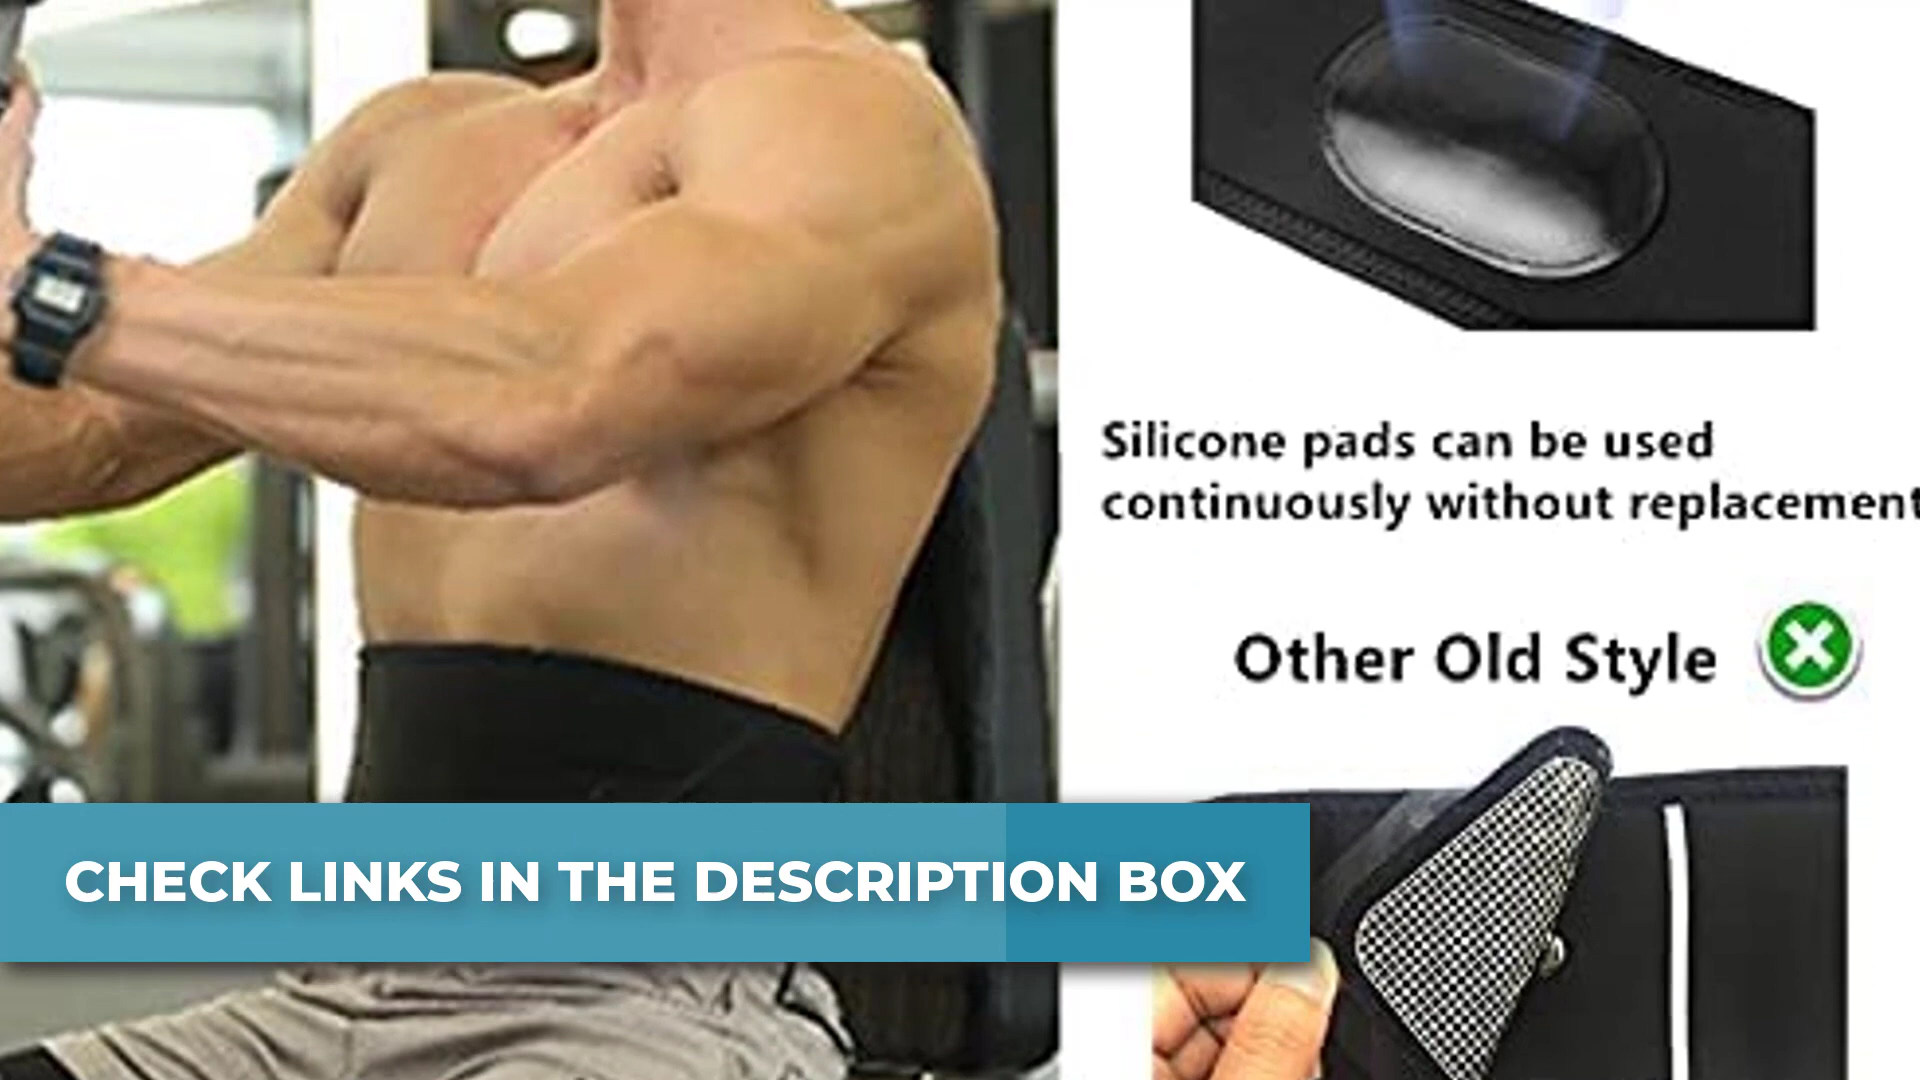 Silicone pads can be used
continuously without replacement
Other Old Style
CHECK LINKS IN THE DESCRIPTION BOX